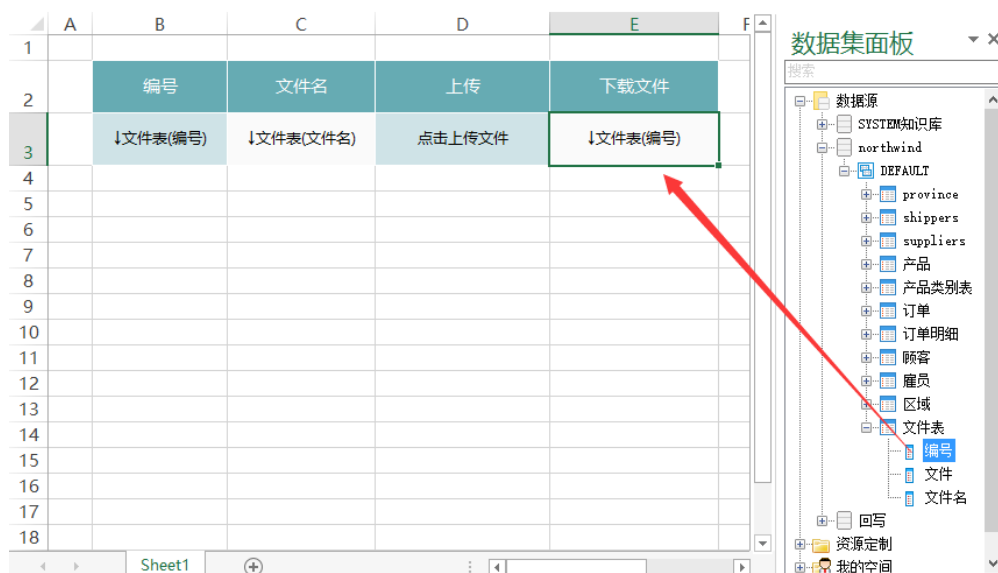 A B C D E F
1
2 编号 文件名 上传 下载文件
3 ↓文件表(编号) ↓文件表(文件名) 点击上传文件 ↓文件表(编号)
4
5
6
7
8
9
10
11
12
13
14
15
16
17
18
Sheet1
数据集面板
搜索
数据源
SYSTEM知识库
northwind
DEFAULT
province
shippers
suppliers
产品
产品类别表
订单
订单明细
顾客
雇员
区域
文件表
编号
文件
文件名
回写
资源定制
我的空间